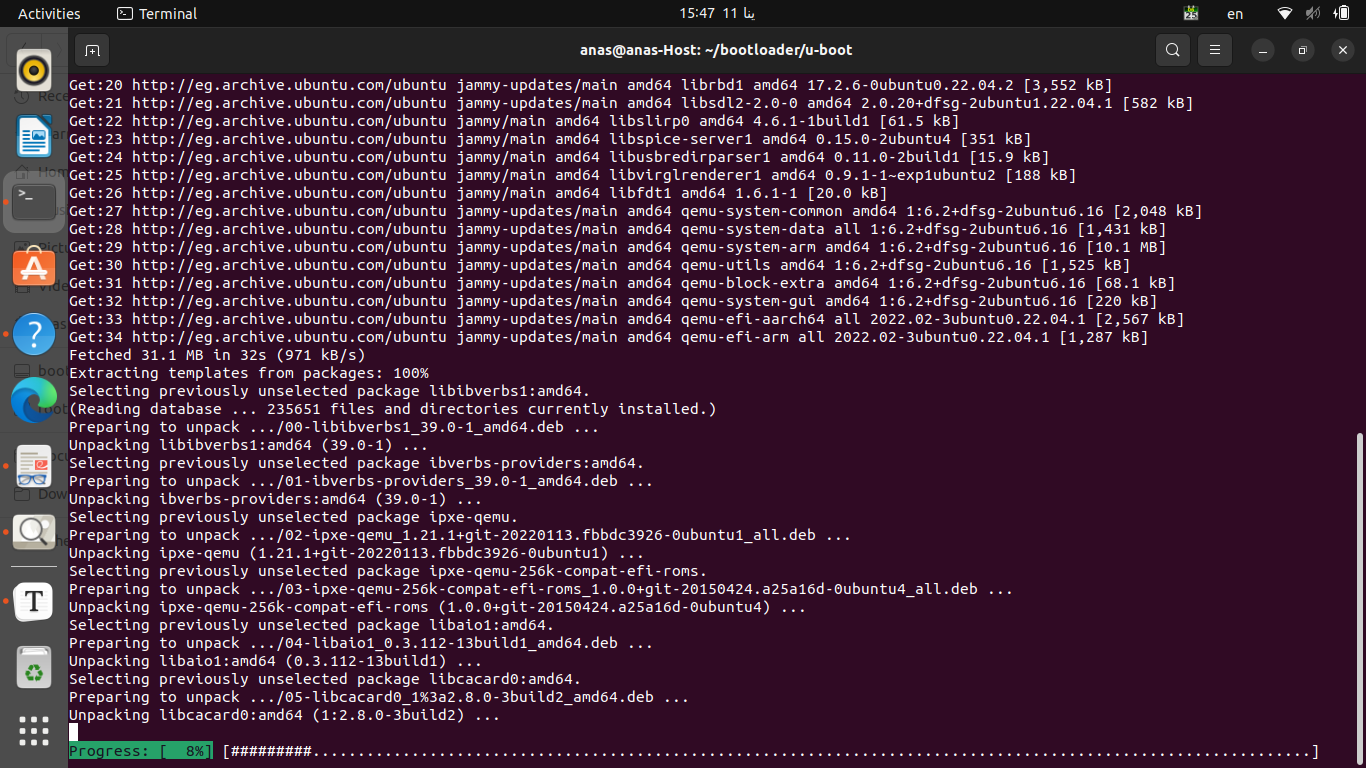 Activities
Terminal
15:47 11 ينا
25
en
anas@anas-Host: ~/bootloader/u-boot
Get:20 http://eg.archive.ubuntu.com/ubuntu jammy-updates/main amd64 librbd1 amd64 17.2.6-0ubuntu0.22.04.2 [3,552 kB]
Get:21 http://eg.archive.ubuntu.com/ubuntu jammy-updates/main amd64 libsdl2-2.0-0 amd64 2.0.20+dfsg-2ubuntu1.22.04.1 [582 kB]
Get:22 http://eg.archive.ubuntu.com/ubuntu jammy/main amd64 libslirp0 amd64 4.6.1-1build1 [61.5 kB]
Get:23 http://eg.archive.ubuntu.com/ubuntu jammy/main amd64 libspice-server1 amd64 0.15.0-2ubuntu4 [351 kB]
Get:24 http://eg.archive.ubuntu.com/ubuntu jammy/main amd64 libusbredirparser1 amd64 0.11.0-2build1 [15.9 kB]
Get:25 http://eg.archive.ubuntu.com/ubuntu jammy/main amd64 libvirglrenderer1 amd64 0.9.1-1~exp1ubuntu2 [188 kB]
Get:26 http://eg.archive.ubuntu.com/ubuntu jammy/main amd64 libfdt1 amd64 1.6.1-1 [20.0 kB]
Get:27 http://eg.archive.ubuntu.com/ubuntu jammy-updates/main amd64 qemu-system-common amd64 1:6.2+dfsg-2ubuntu6.16 [2,048 kB]
Get:28 http://eg.archive.ubuntu.com/ubuntu jammy-updates/main amd64 qemu-system-data all 1:6.2+dfsg-2ubuntu6.16 [1,431 kB]
Get:29 http://eg.archive.ubuntu.com/ubuntu jammy-updates/main amd64 qemu-system-arm amd64 1:6.2+dfsg-2ubuntu6.16 [10.1 MB]
Get:30 http://eg.archive.ubuntu.com/ubuntu jammy-updates/main amd64 qemu-utils amd64 1:6.2+dfsg-2ubuntu6.16 [1,525 kB]
Get:31 http://eg.archive.ubuntu.com/ubuntu jammy-updates/main amd64 qemu-block-extra amd64 1:6.2+dfsg-2ubuntu6.16 [68.1 kB]
Get:32 http://eg.archive.ubuntu.com/ubuntu jammy-updates/main amd64 qemu-system-gui amd64 1:6.2+dfsg-2ubuntu6.16 [220 kB]
Get:33 http://eg.archive.ubuntu.com/ubuntu jammy-updates/main amd64 qemu-efi-aarch64 all 2022.02-3ubuntu0.22.04.1 [2,567 kB]
Get:34 http://eg.archive.ubuntu.com/ubuntu jammy-updates/main amd64 qemu-efi-arm all 2022.02-3ubuntu0.22.04.1 [1,287 kB]
Fetched 31.1 MB in 32s (971 kB/s)
Extracting templates from packages: 100%
Selecting previously unselected package libibverbs1:amd64.
(Reading database ... 235651 files and directories currently installed.)
Preparing to unpack .../00-libibverbs1_39.0-1_amd64.deb ...
Unpacking libibverbs1:amd64 (39.0-1) ...
Selecting previously unselected package ibverbs-providers:amd64.
Preparing to unpack .../01-ibverbs-providers_39.0-1_amd64.deb ...
Unpacking ibverbs-providers:amd64 (39.0-1) ...
Selecting previously unselected package ipxe-qemu.
Preparing to unpack .../02-ipxe-qemu_1.21.1+git-20220113.fbbdc3926-0ubuntu1_all.deb ...
Unpacking ipxe-qemu (1.21.1+git-20220113.fbbdc3926-0ubuntu1) ...
Selecting previously unselected package ipxe-qemu-256k-compat-efi-roms.
Preparing to unpack .../03-ipxe-qemu-256k-compat-efi-roms_1.0.0+git-20150424.a25a16d-0ubuntu4_all.deb ...
Unpacking ipxe-qemu-256k-compat-efi-roms (1.0.0+git-20150424.a25a16d-0ubuntu4) ...
Selecting previously unselected package libaio1:amd64.
Preparing to unpack .../04-libaio1_0.3.112-13build1_amd64.deb ...
Unpacking libaio1:amd64 (0.3.112-13build1) ...
Selecting previously unselected package libcacard0:amd64.
Preparing to unpack .../05-libcacard0_1%3a2.8.0-3build2_amd64.deb ...
Unpacking libcacard0:amd64 (1:2.8.0-3build2) ...
Progress: [  8%] [#########...............................................................................................................]